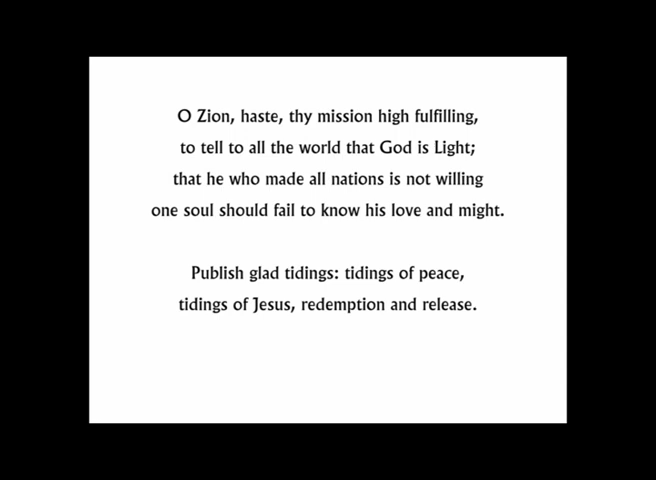 O Zion, haste, thy mission high fulfilling,
to tell to all the world that God is Light;
that he who made all nations is not willing
one soul should fail to know his love and might.
Publish glad tidings: tidings of peace,
tidings of Jesus, redemption and release.